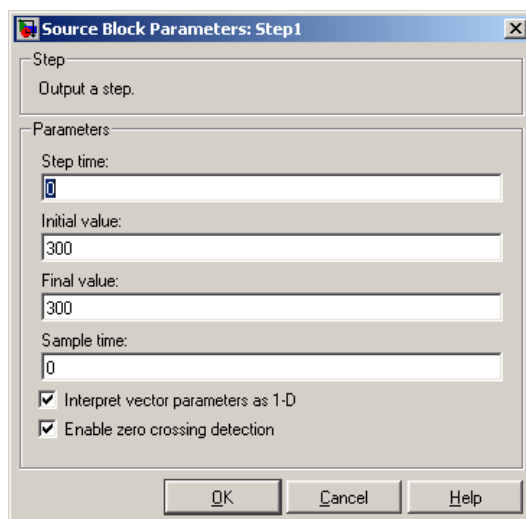 Source Block Parameters: Step1
Step
Output a step.
Parameters
Step time:
0
Initial value:
300
Final value:
300
Sample time:
0
Interpret vector parameters as 1-D
Enable zero crossing detection
OK Cancel Help